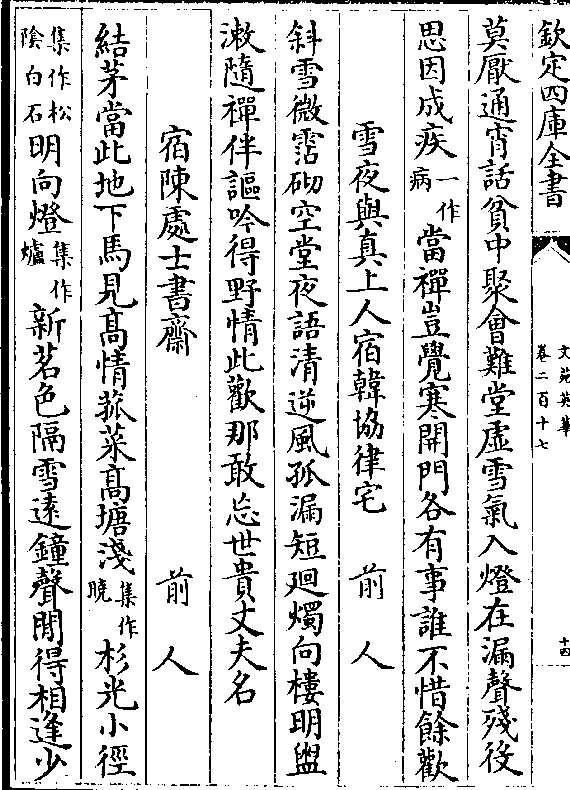 欽定四庫全書
文苑英華
卷二百十七
十四
莫厭通宵話貧中聚會難堂虛雪氣入燈在漏聲殘役
思因成疾一作病當禪豈覺寒開門各有事誰不惜餘歡
雪夜與真上人宿韓協律宅 前人
斜雪微霑砌空堂夜語清逆風孤漏短迴燭向樓明盥
漱隨禪伴謳吟得野情此歡那敢忘世貴丈夫名
宿陳處士書齋 前人
結茅當此地下馬見髙情菰菜髙塘淺集作曉杉光小徑
集作松陰白石明向燈集作爐新茗色隔雪遠鐘聲閒得相逢少